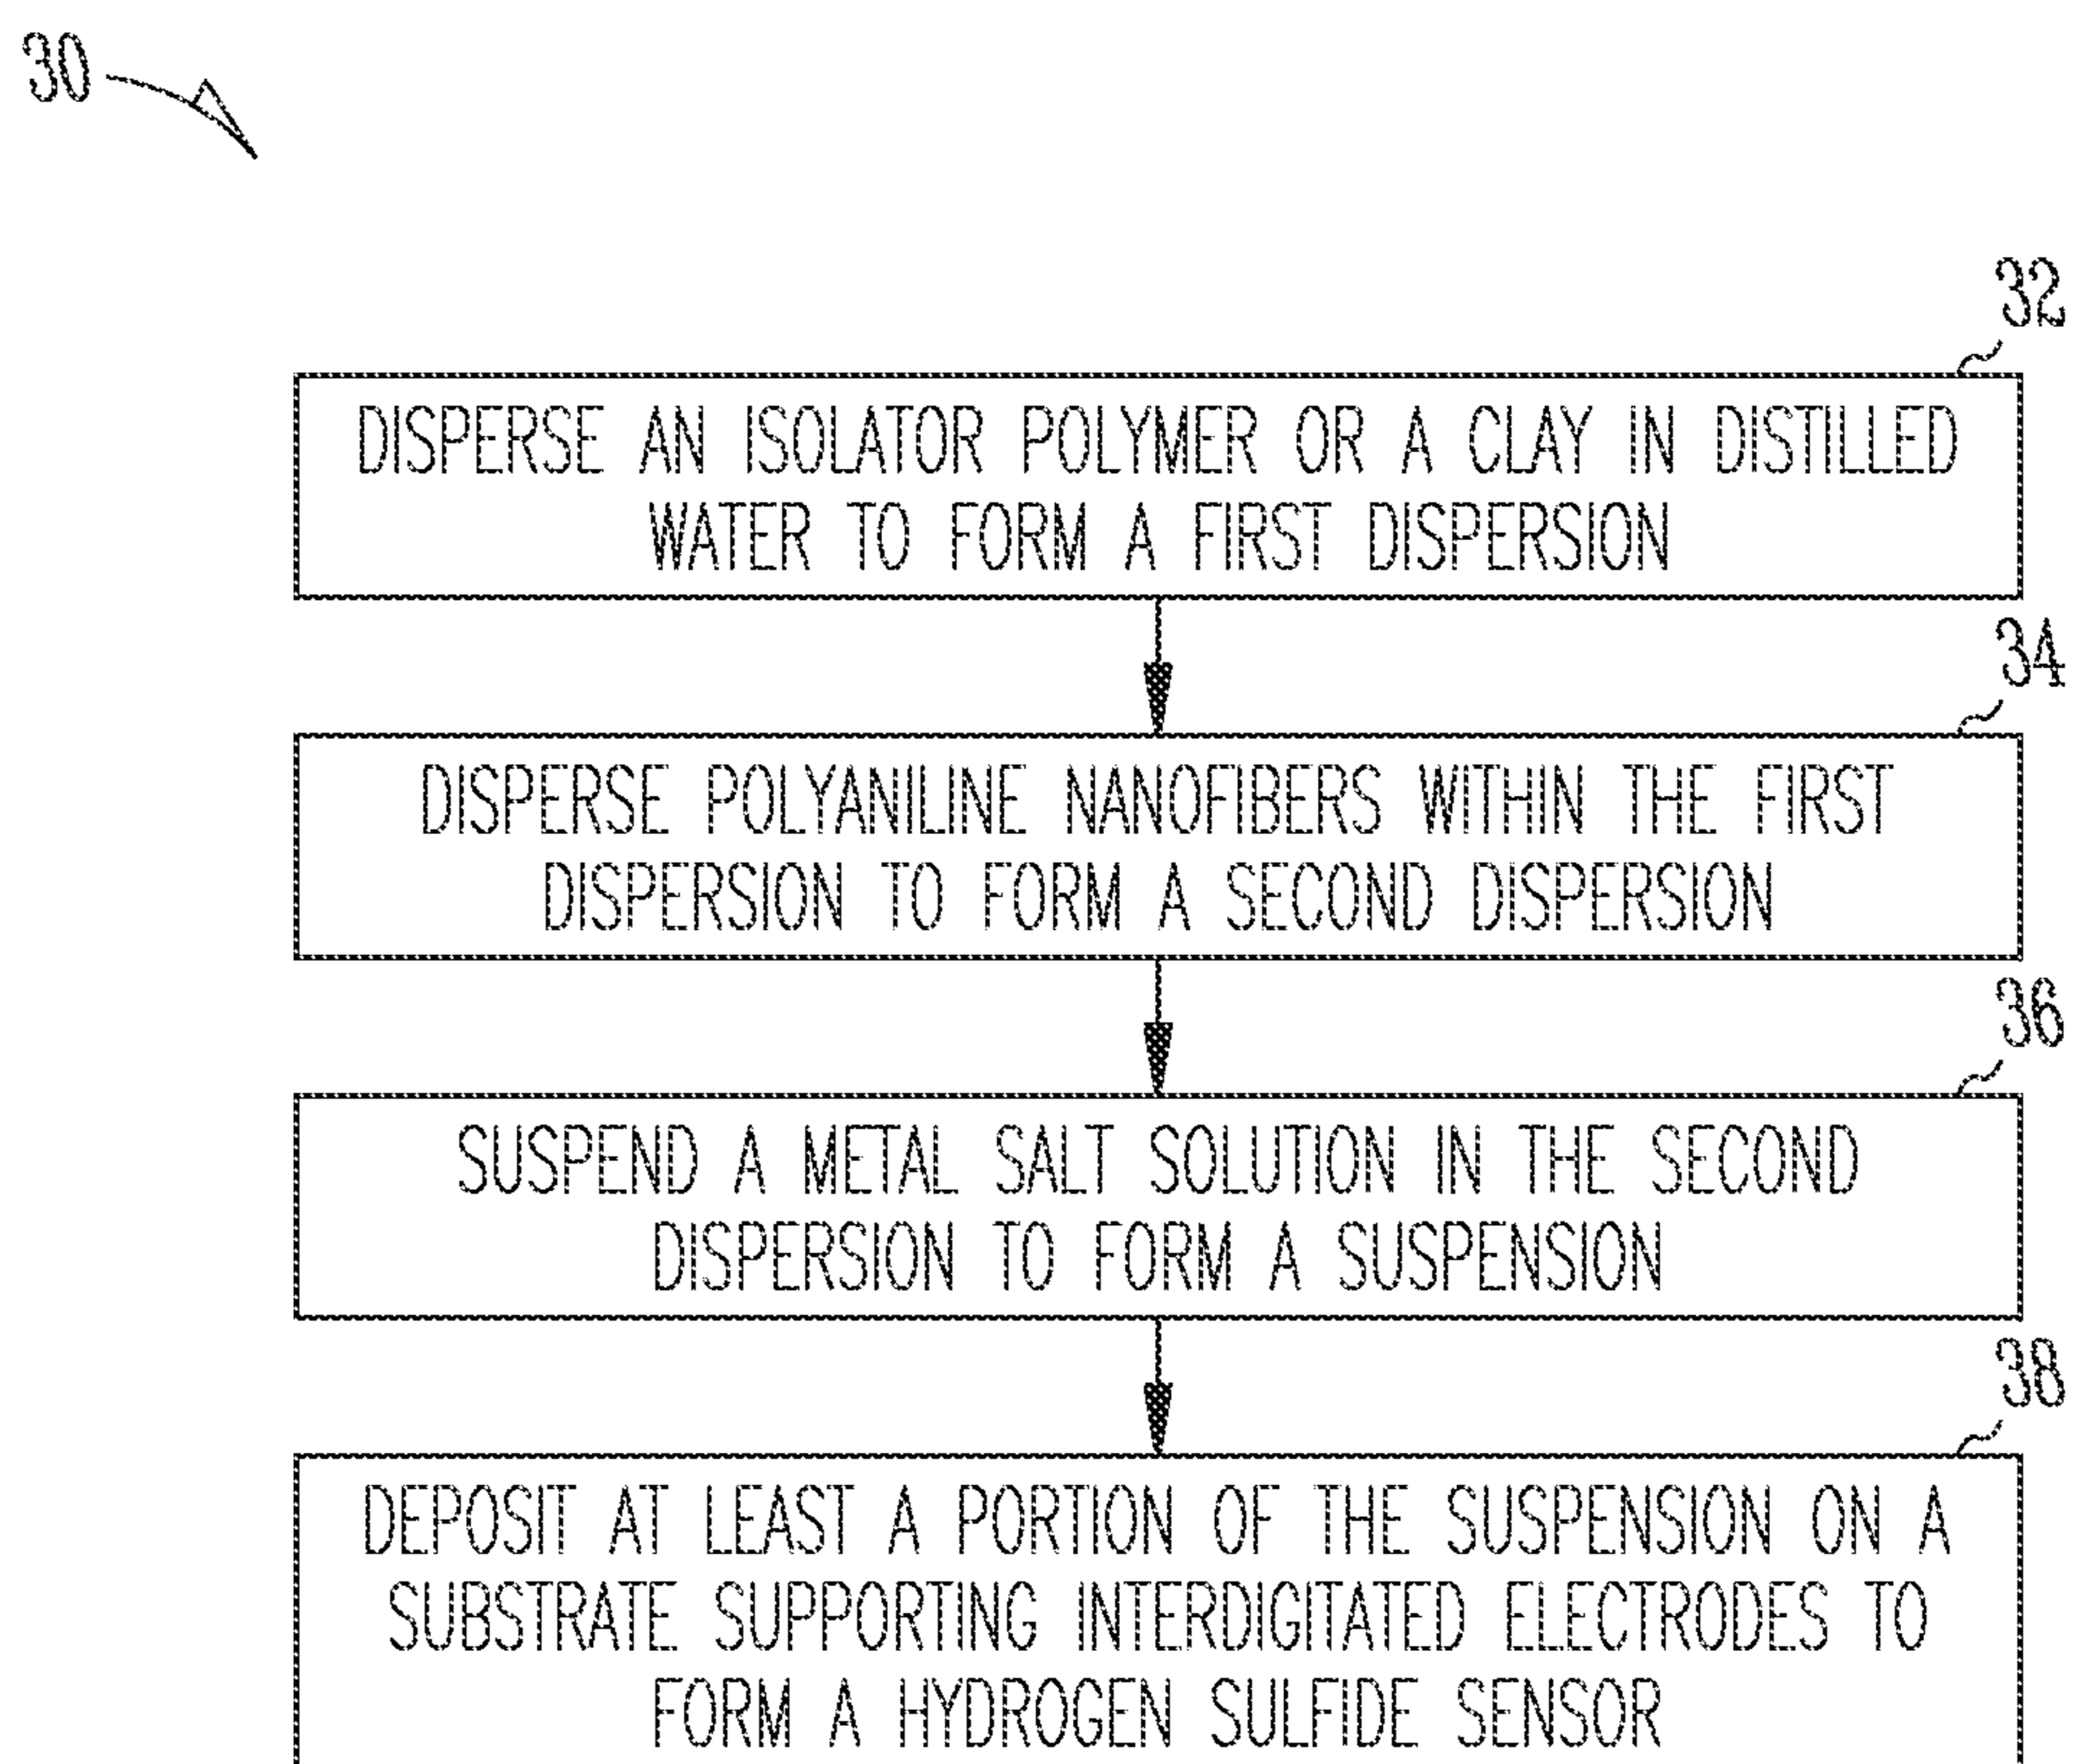 30
32
DISPERSE AN ISOLATOR POLYMER OR A CLAY IN DISTILLED
WATER TO FORM A FIRST DISPERSION
34
DISPERSE POLYANILINE NANOFIBERS WITHIN THE FIRST
DISPERSION TO FORM A SECOND DISPERSION
36
SUSPEND A METAL SALT SOLUTION IN THE SECOND
DISPERSION TO FORM A SUSPENSION
38
DEPOSIT AT LEAST A PORTION OF THE SUSPENSION ON A
SUBSTRATE SUPPORTING INTERDIGITATED ELECTRODES TO
FORM A HYDROGEN SULFIDE SENSOR